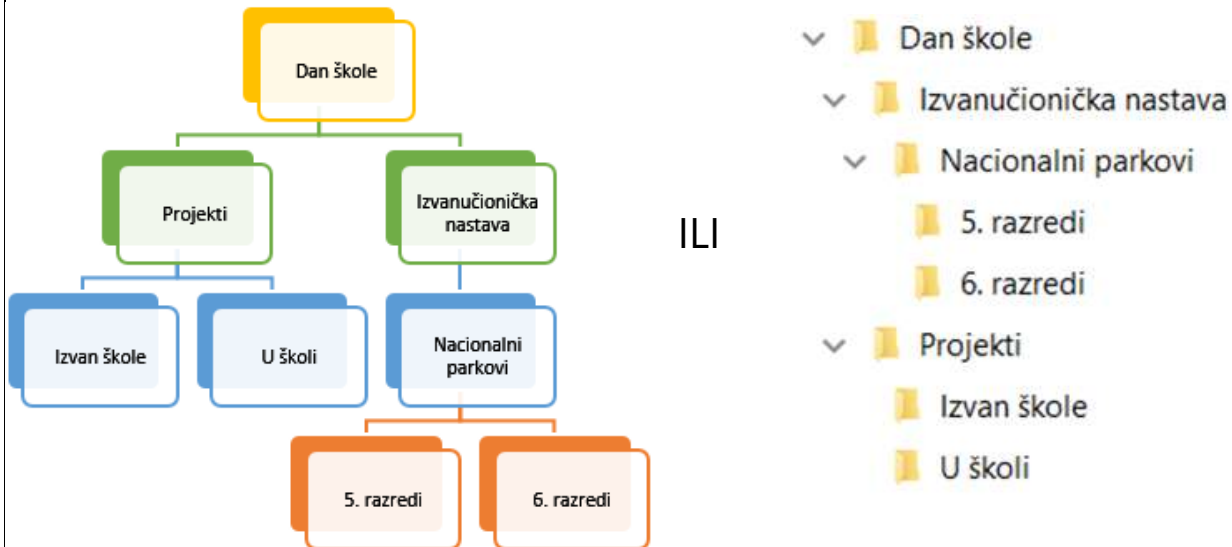 Dan škole
Projekti
Izvanučionička
nastava
Izvan škole
U školi
Nacionalni
parkovi
5. razredi
6. razredi
ILI
Dan škole
Izvanučionička nastava
Nacionalni parkovi
5. razredi
6. razredi
Projekti
Izvan škole
U školi